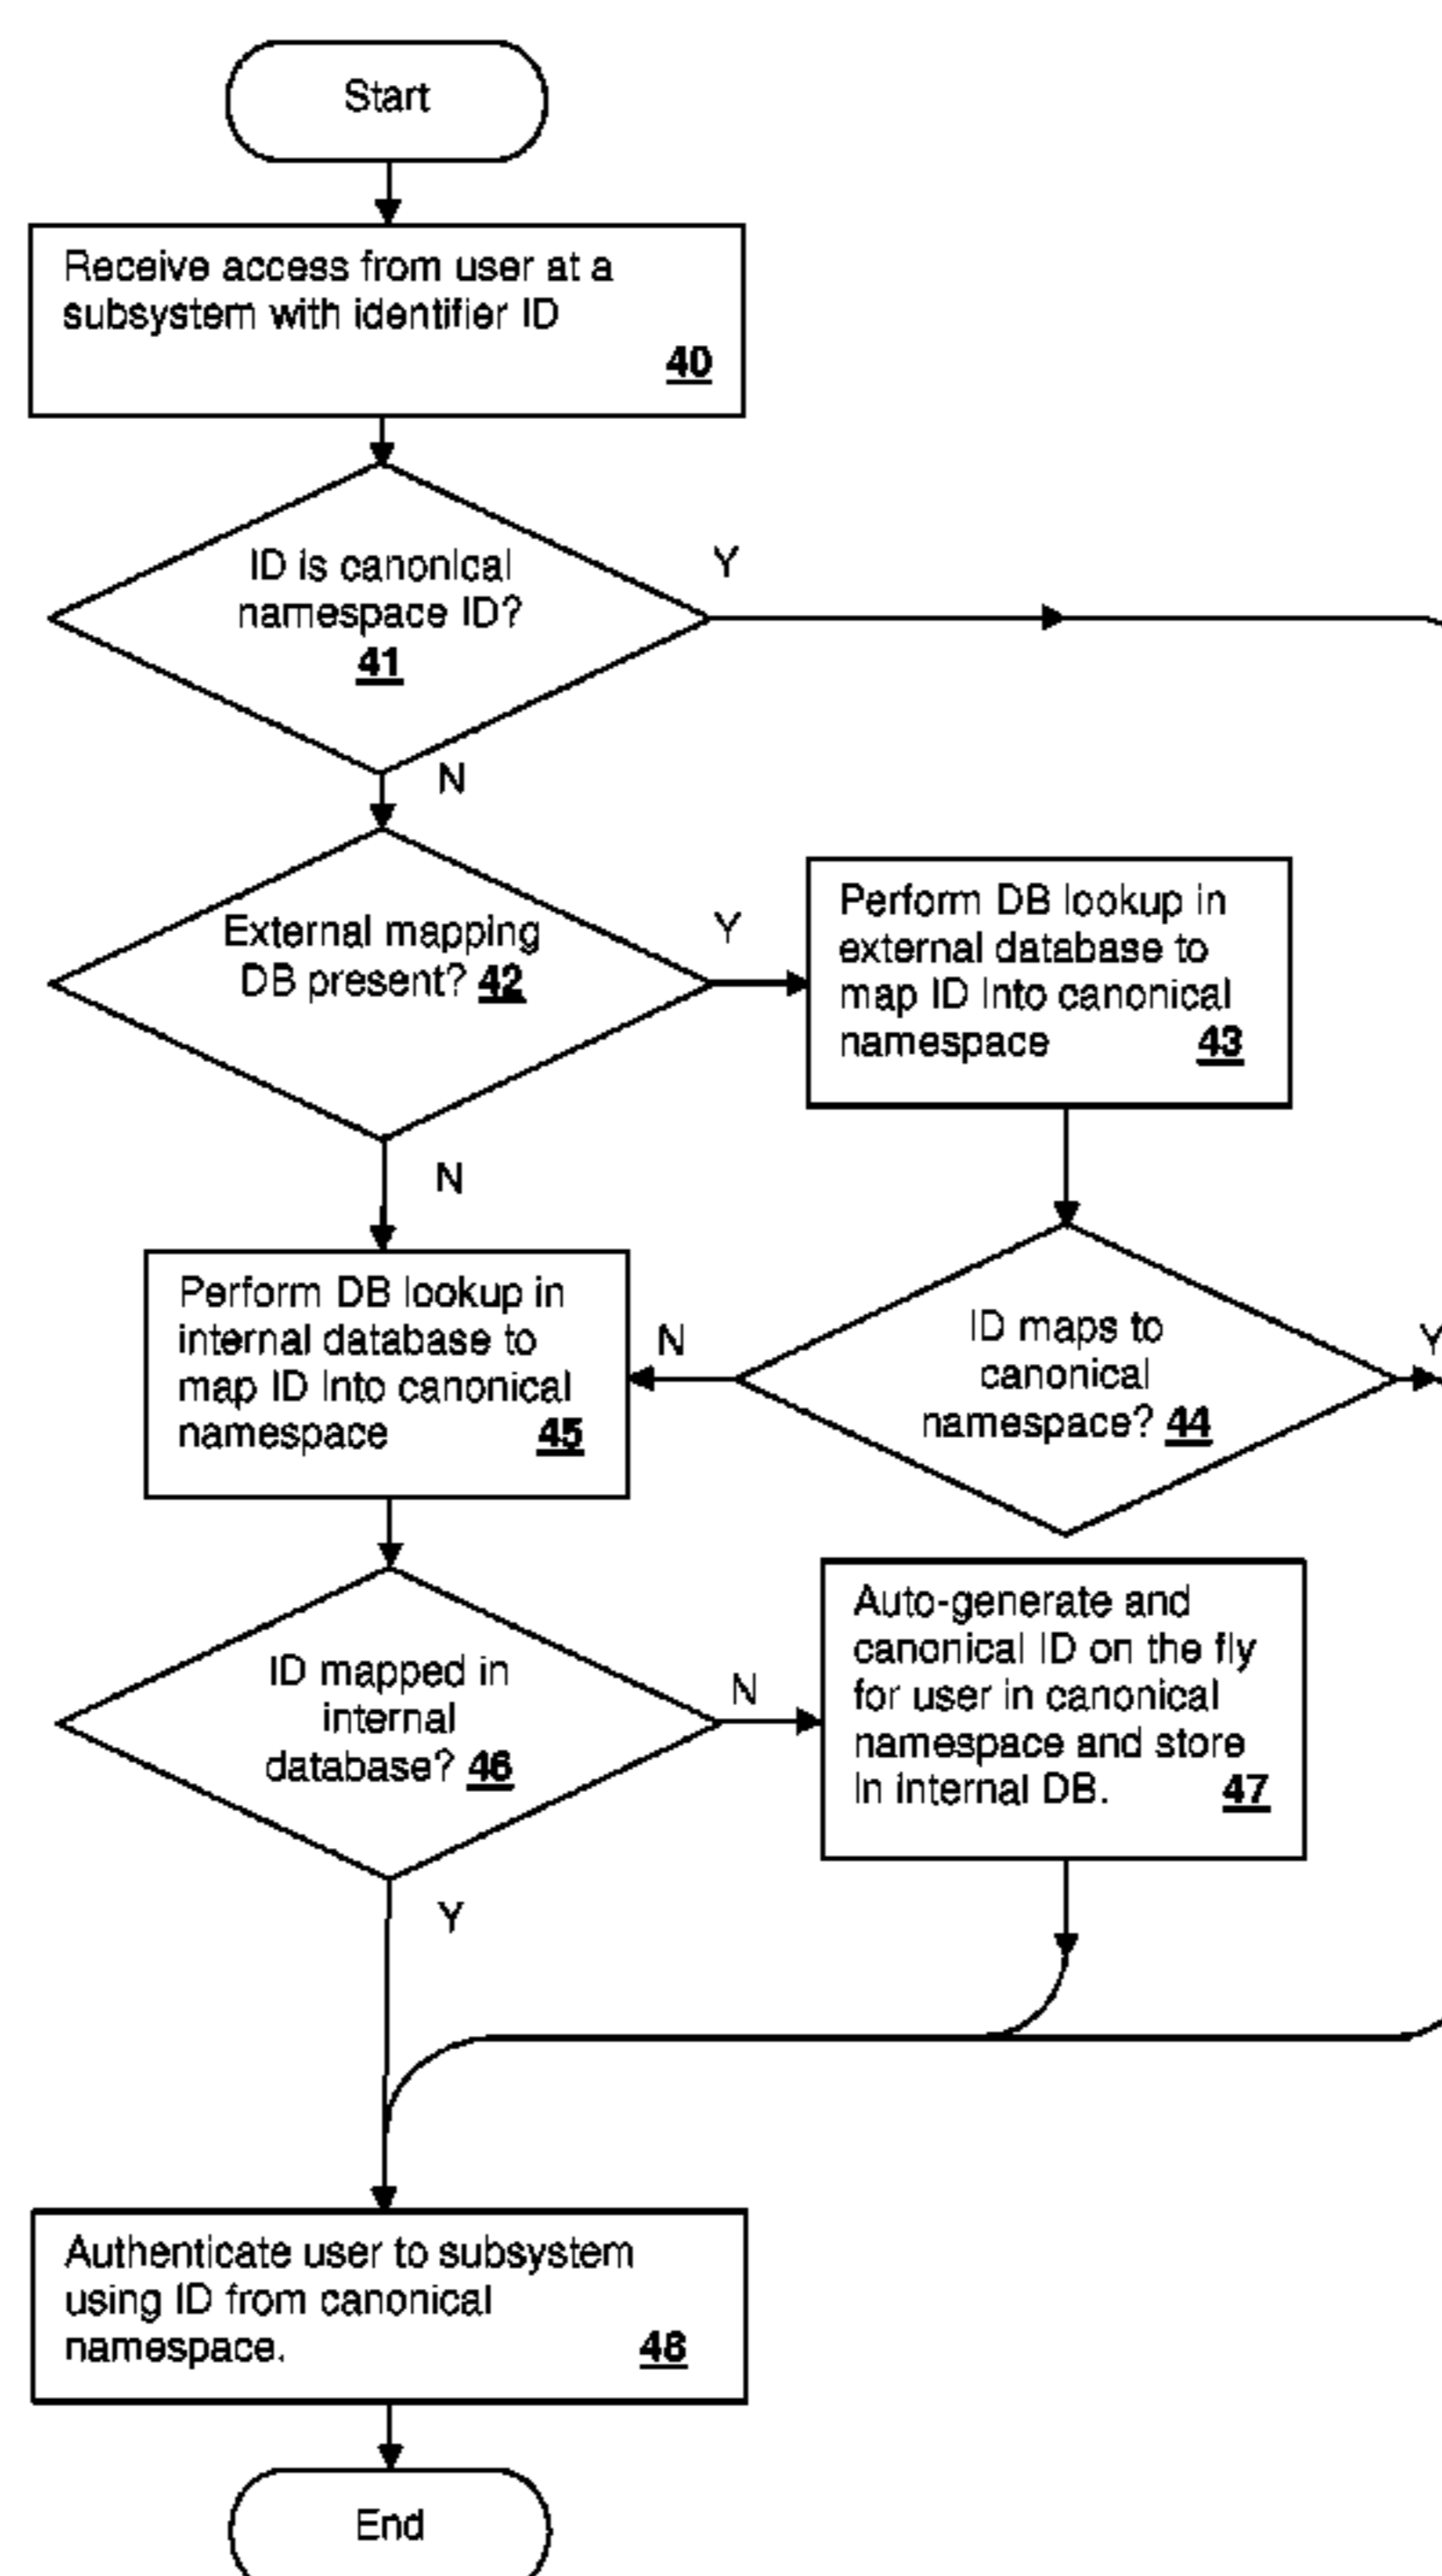 Start
Receive access from user at a
subsystem with identifier ID
40
ID is canonical
namespace ID?
41
Y
N
External mapping
DB present? 42
Y
N
Perform DB lookup in
external database to
map ID into canonical
namespace 43
ID maps to
canonical
namespace? 44
N
Y
Perform DB lookup in
internal database to
map ID into canonical
namespace 45
ID mapped in
internal
database? 46
N
Y
Auto-generate and
canonical ID on the fly
for user in canonical
namespace and store
in internal DB. 47
Authenticate user to subsystem
using ID from canonical
namespace. 48
End